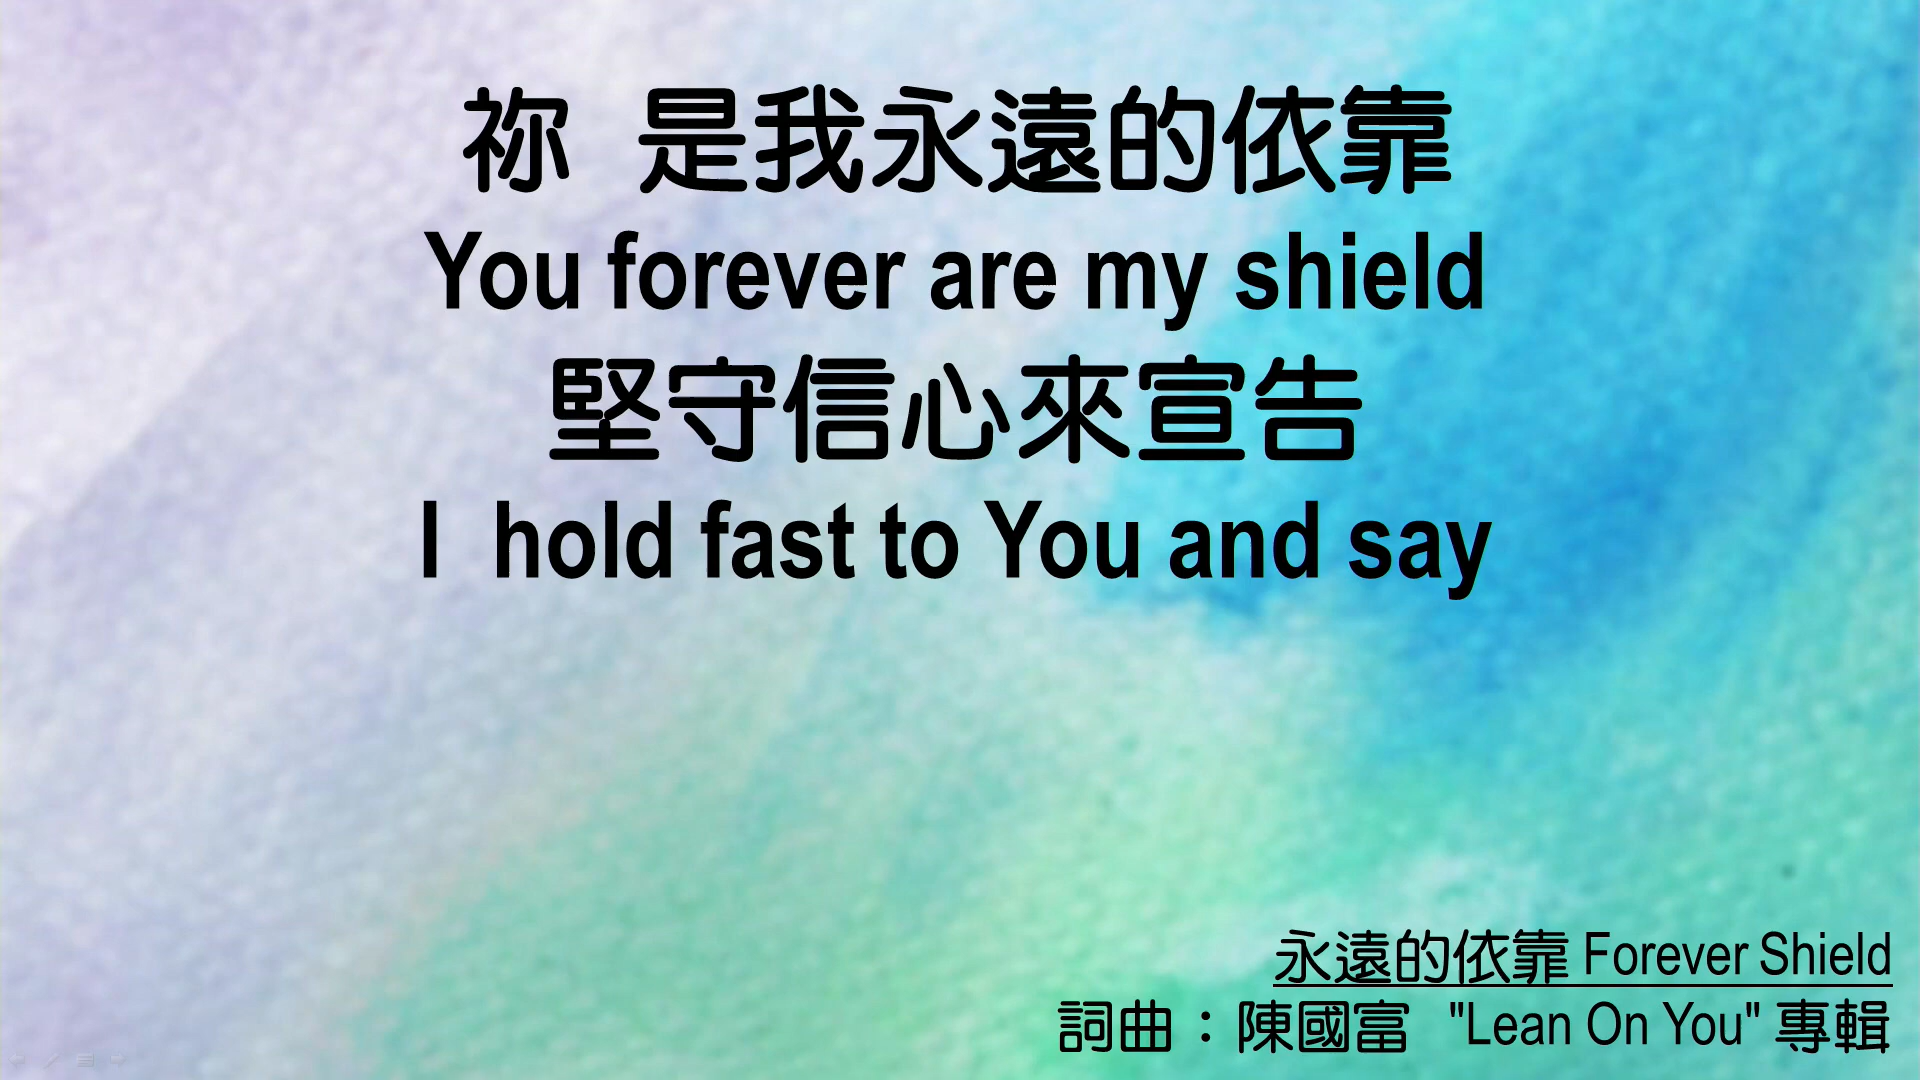 祢 是我永遠的依靠
You forever are my shield
堅守信心來宣告
I hold fast to You and say
永遠的依靠 Forever Shield
詞曲：陳國富 "Lean On You" 專輯